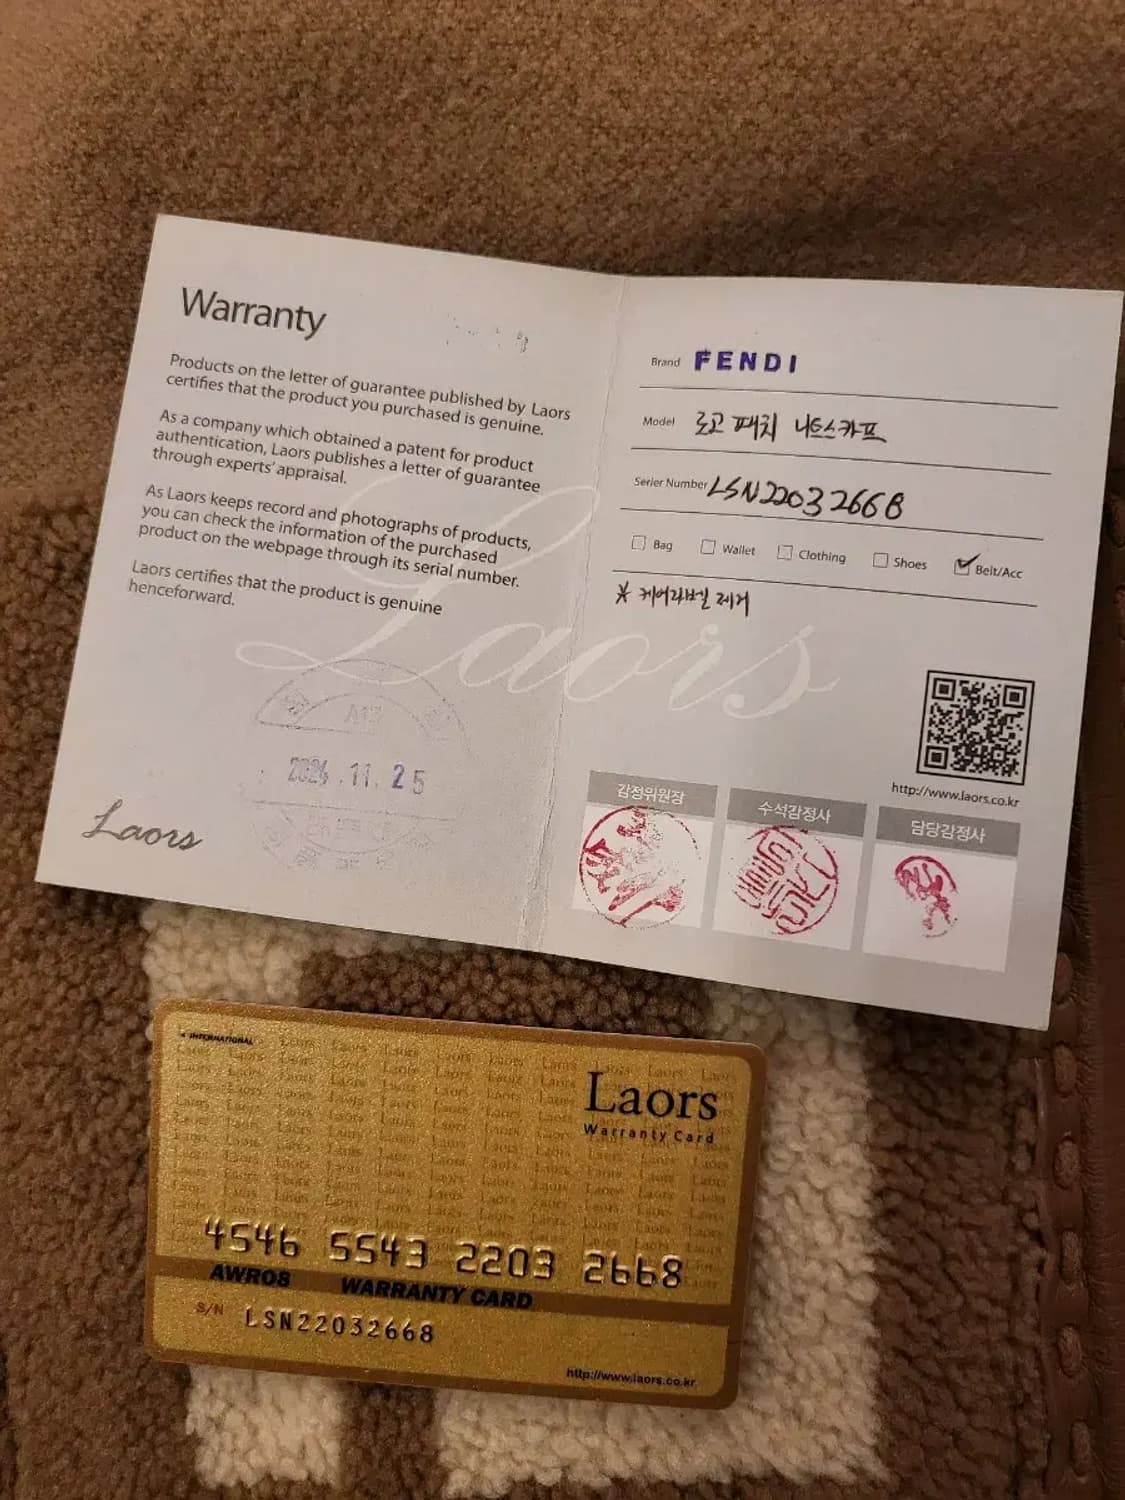 Warranty
Products on the letter of guarantee published by Laors
certifies that the product you purchased is genuine.
As a company which obtained a patent for product
authentication, Laors publishes a letter of guarantee
through experts' appraisal.
As Laors keeps record and photographs of products,
you can check the information of the purchased
product on the webpage through its serial number.
Laors certifies that the product is genuine
henceforward.
Laors
2024.11.25
Laors
Brand FENDI
Model 로고 패치 니트스카프
Serier Number LSN22032668
Bag Wallet Clothing Shoes Belt/Acc
* 케어라벨 제거
http://www.laors.co.kr
감정위원장 수석감정사 담당감정사
INTERNATIONAL
Laors
Warranty Card
4546 5543 2203 2668
AWR08 WARRANTY CARD
S/N LSN22032668
http://www.laors.co.kr